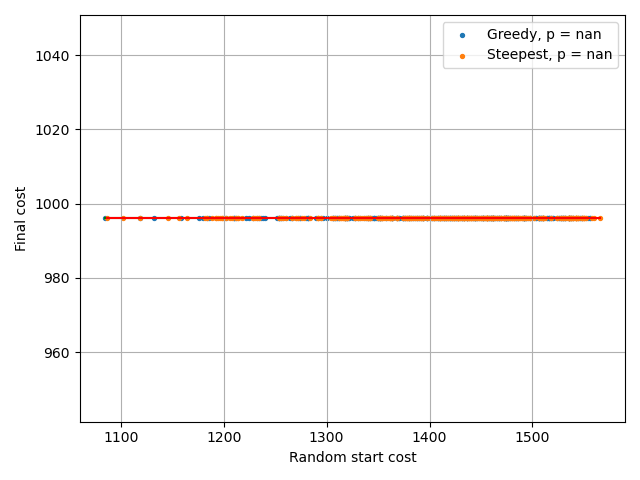 Greedy, p = nan
Steepest, p = nan
1040
1020
1000
980
960
Final cost
1100 1200 1300 1400 1500
Random start cost